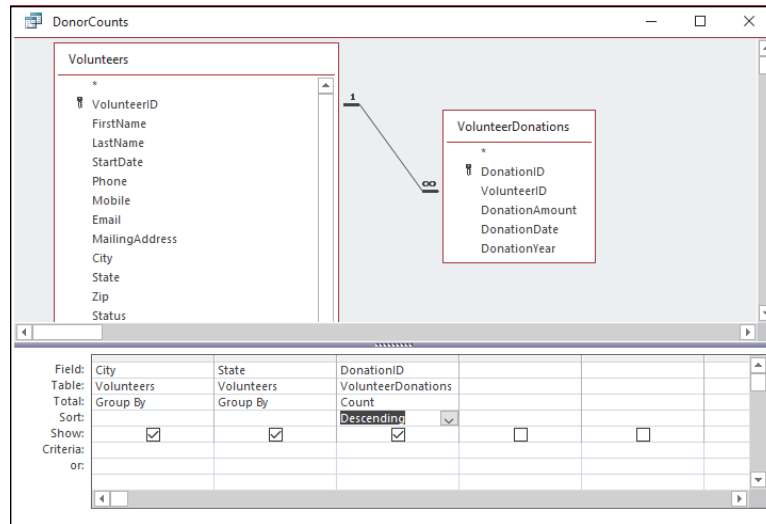 DonorCounts
Volunteers
*
VolunteerID
FirstName
LastName
StartDate
Phone
Mobile
Email
MailingAddress
City
State
Zip
Status
1
∞
VolunteerDonations
*
DonationID
VolunteerID
DonationAmount
DonationDate
DonationYear
Field: City State DonationID
Table: Volunteers Volunteers VolunteerDonations
Total: Group By Group By Count
Sort: Descending
Show:
Criteria:
or: